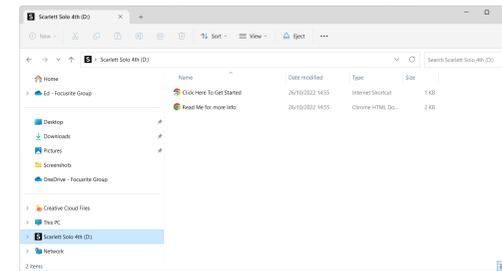 Scarlett Solo 4th (D:)
New
Sort
View
Eject
Scarlett Solo 4th (D:)
Search Scarlett Solo 4th (D:)
Home
Ed - Focusrite Group
Desktop
Downloads
Pictures
Screenshots
OneDrive - Focusrite Group
Creative Cloud Files
This PC
Scarlett Solo 4th (D:)
Network
Name Date modified Type Size
Click Here To Get Started 26/10/2022 14:55 Internet Shortcut 1 KB
Read Me for more Info 26/10/2022 14:55 Chrome HTML Do... 2 KB
2 items